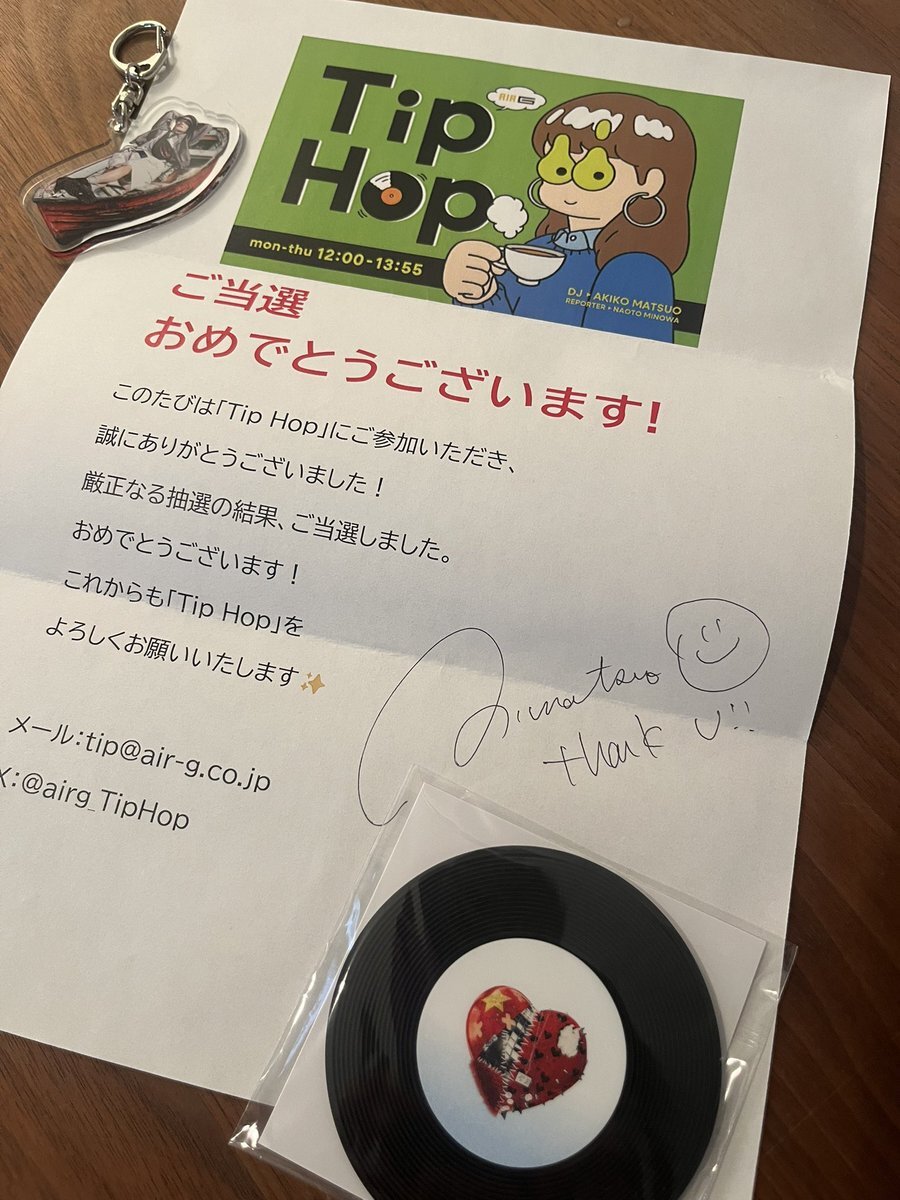 Tip
AIR G
Hop
mon-thu 12:00-13:55
DJ▸AKIKO MATSUO
REPORTER▸NAOTO MINOWA
ご当選
おめでとうございます!
このたびは「Tip Hop」にご参加いただき、
誠にありがとうございました！
厳正なる抽選の結果、ご当選しました。
おめでとうございます！
これからも「Tip Hop」を
よろしくお願いいたします✨
メール:tip@air-g.co.jp
X:@airg_TipHop
thank U!!